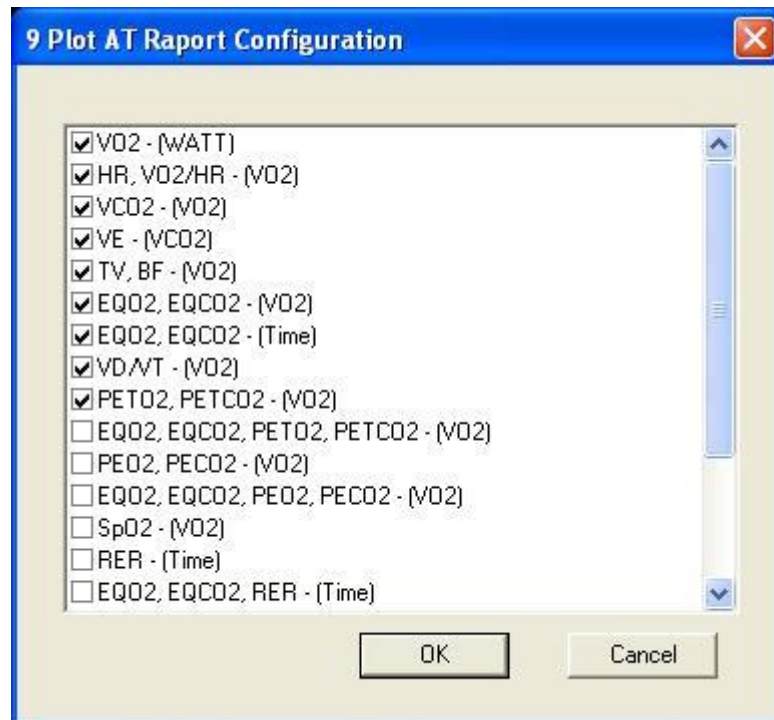 9 Plot AT Raport Configuration
VO2 - (WATT)
HR, VO2/HR - (VO2)
VCO2 - (VO2)
VE - (VCO2)
TV, BF - (VO2)
EQO2, EQCO2 - (VO2)
EQO2, EQCO2 - (Time)
VD/VT - (VO2)
PETO2, PETCO2 - (VO2)
EQO2, EQCO2, PETO2, PETCO2 - (VO2)
PEO2, PECO2 - (VO2)
EQO2, EQCO2, PEO2, PECO2 - (VO2)
SpO2 - (VO2)
RER - (Time)
EQO2, EQCO2, RER - (Time)
OK Cancel